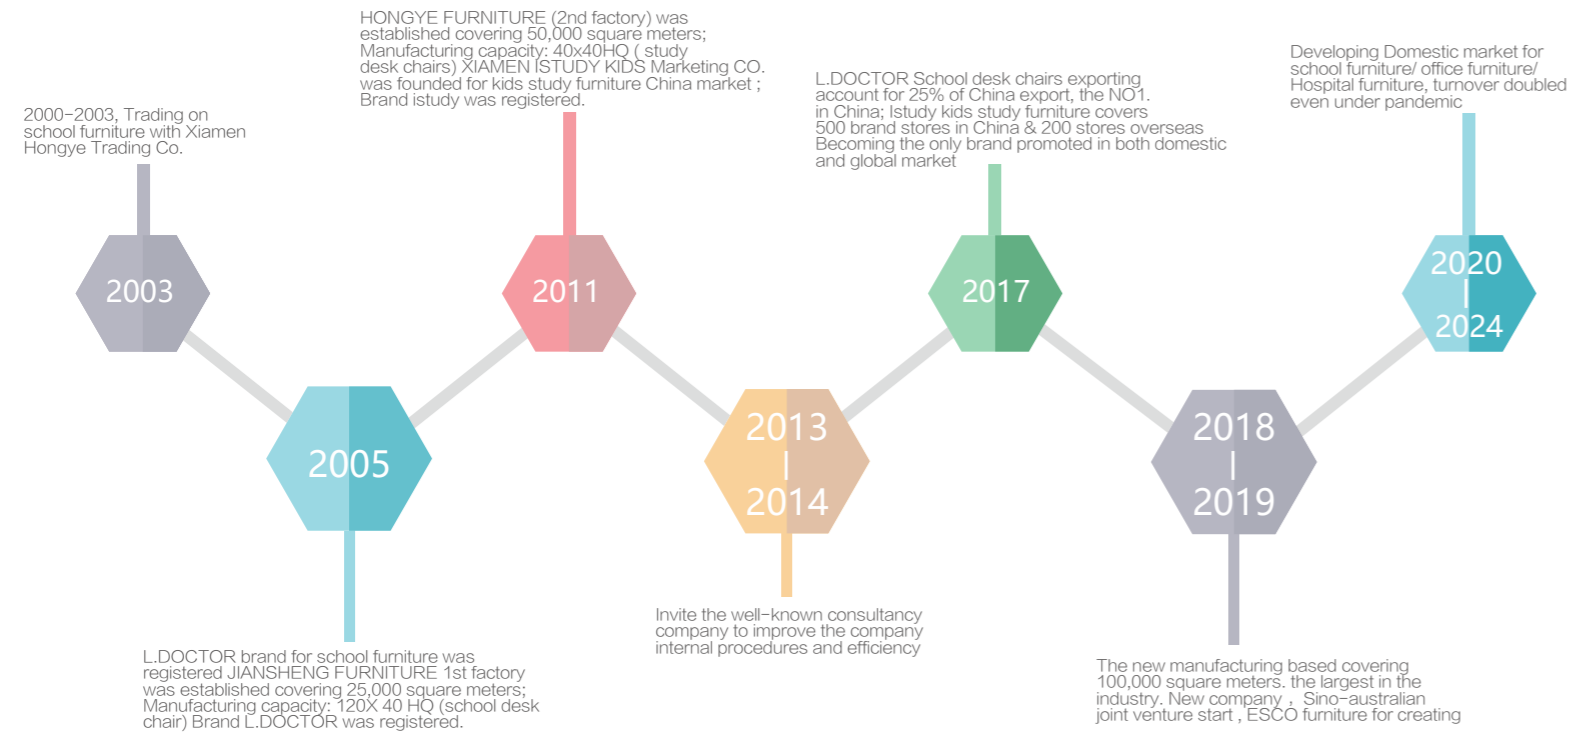 2000-2003, Trading on
school furniture with Xiamen
Hongye Trading Co.
2003
L.DOCTOR brand for school furniture was
registered JIANSHENG FURNITURE 1st factory
was established covering 25,000 square meters;
Manufacturing capacity: 120X 40 HQ (school desk
chair) Brand L.DOCTOR was registered.
2005
HONGYE FURNITURE (2nd factory) was
established covering 50,000 square meters;
Manufacturing capacity: 40x40HQ ( study
desk chairs) XIAMEN ISTUDY KIDS Marketing CO.
was founded for kids study furniture China market ;
Brand istudy was registered.
2011
2013
|
2014
Invite the well-known consultancy
company to improve the company
internal procedures and efficiency
L.DOCTOR School desk chairs exporting
account for 25% of China export, the NO1.
in China; Istudy kids study furniture covers
500 brand stores in China & 200 stores overseas
Becoming the only brand promoted in both domestic
and global market
2017
2018
|
2019
The new manufacturing based covering
100,000 square meters. the largest in the
industry. New company , Sino-australian
joint venture start , ESCO furniture for creating
Developing Domestic market for
school furniture/ office furniture/
Hospital furniture, turnover doubled
even under pandemic
2020
|
2024